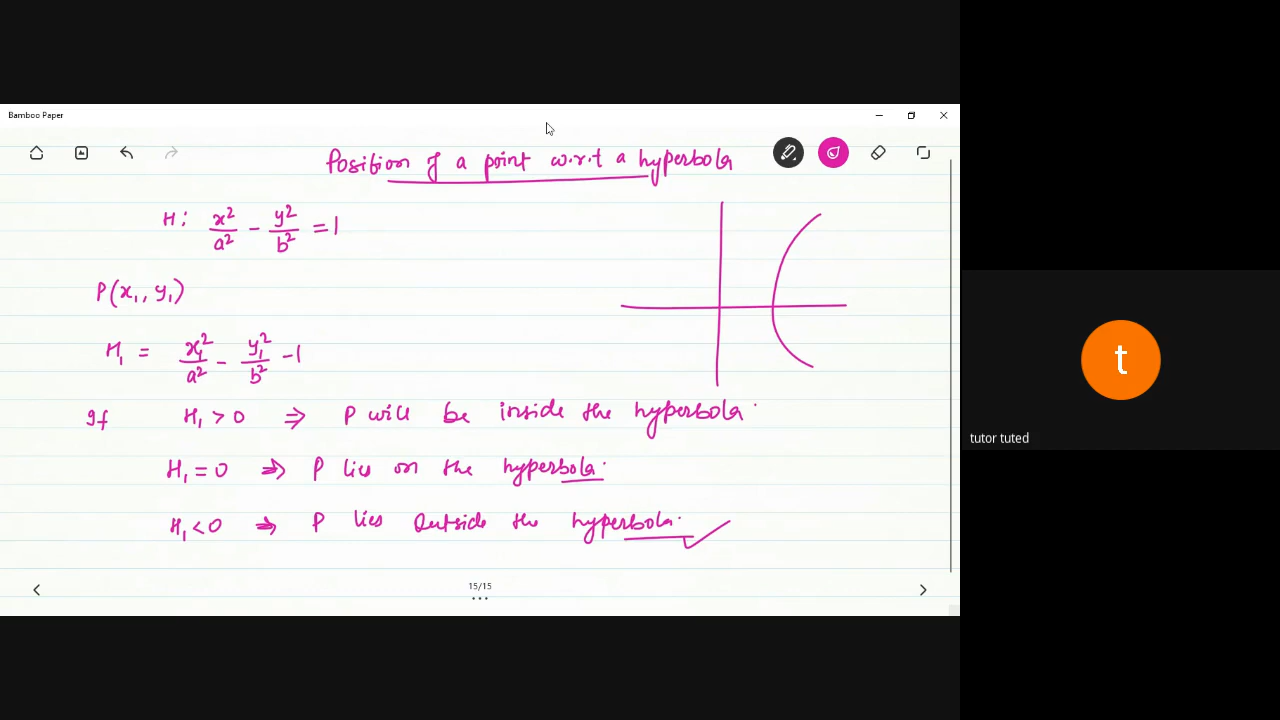 Bamboo Paper
Position of a point w.r.t a hyperbola
H: x²/a² - y²/b² = 1
P(x₁, y₁)
H₁ = x₁²/a² - y₁²/b² - 1
If H₁ > 0 ⇒ P will be inside the hyperbola.
H₁ = 0 ⇒ P lies on the hyperbola.
H₁ < 0 ⇒ P lies outside the hyperbola.
15/15
t
tutor tuted